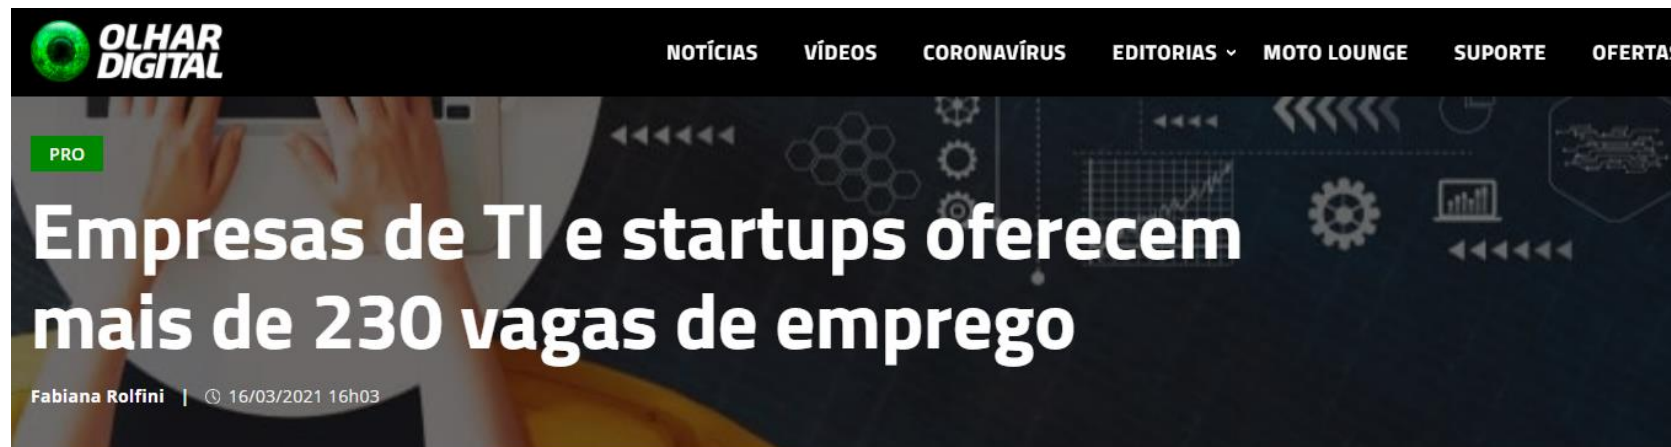 OLHAR
DIGITAL
NOTÍCIAS VÍDEOS CORONAVÍRUS EDITORIAS MOTO LOUNGE SUPORTE OFERTAS
PRO
Empresas de TI e startups oferecem
mais de 230 vagas de emprego
Fabiana Rolfini | 16/03/2021 16h03